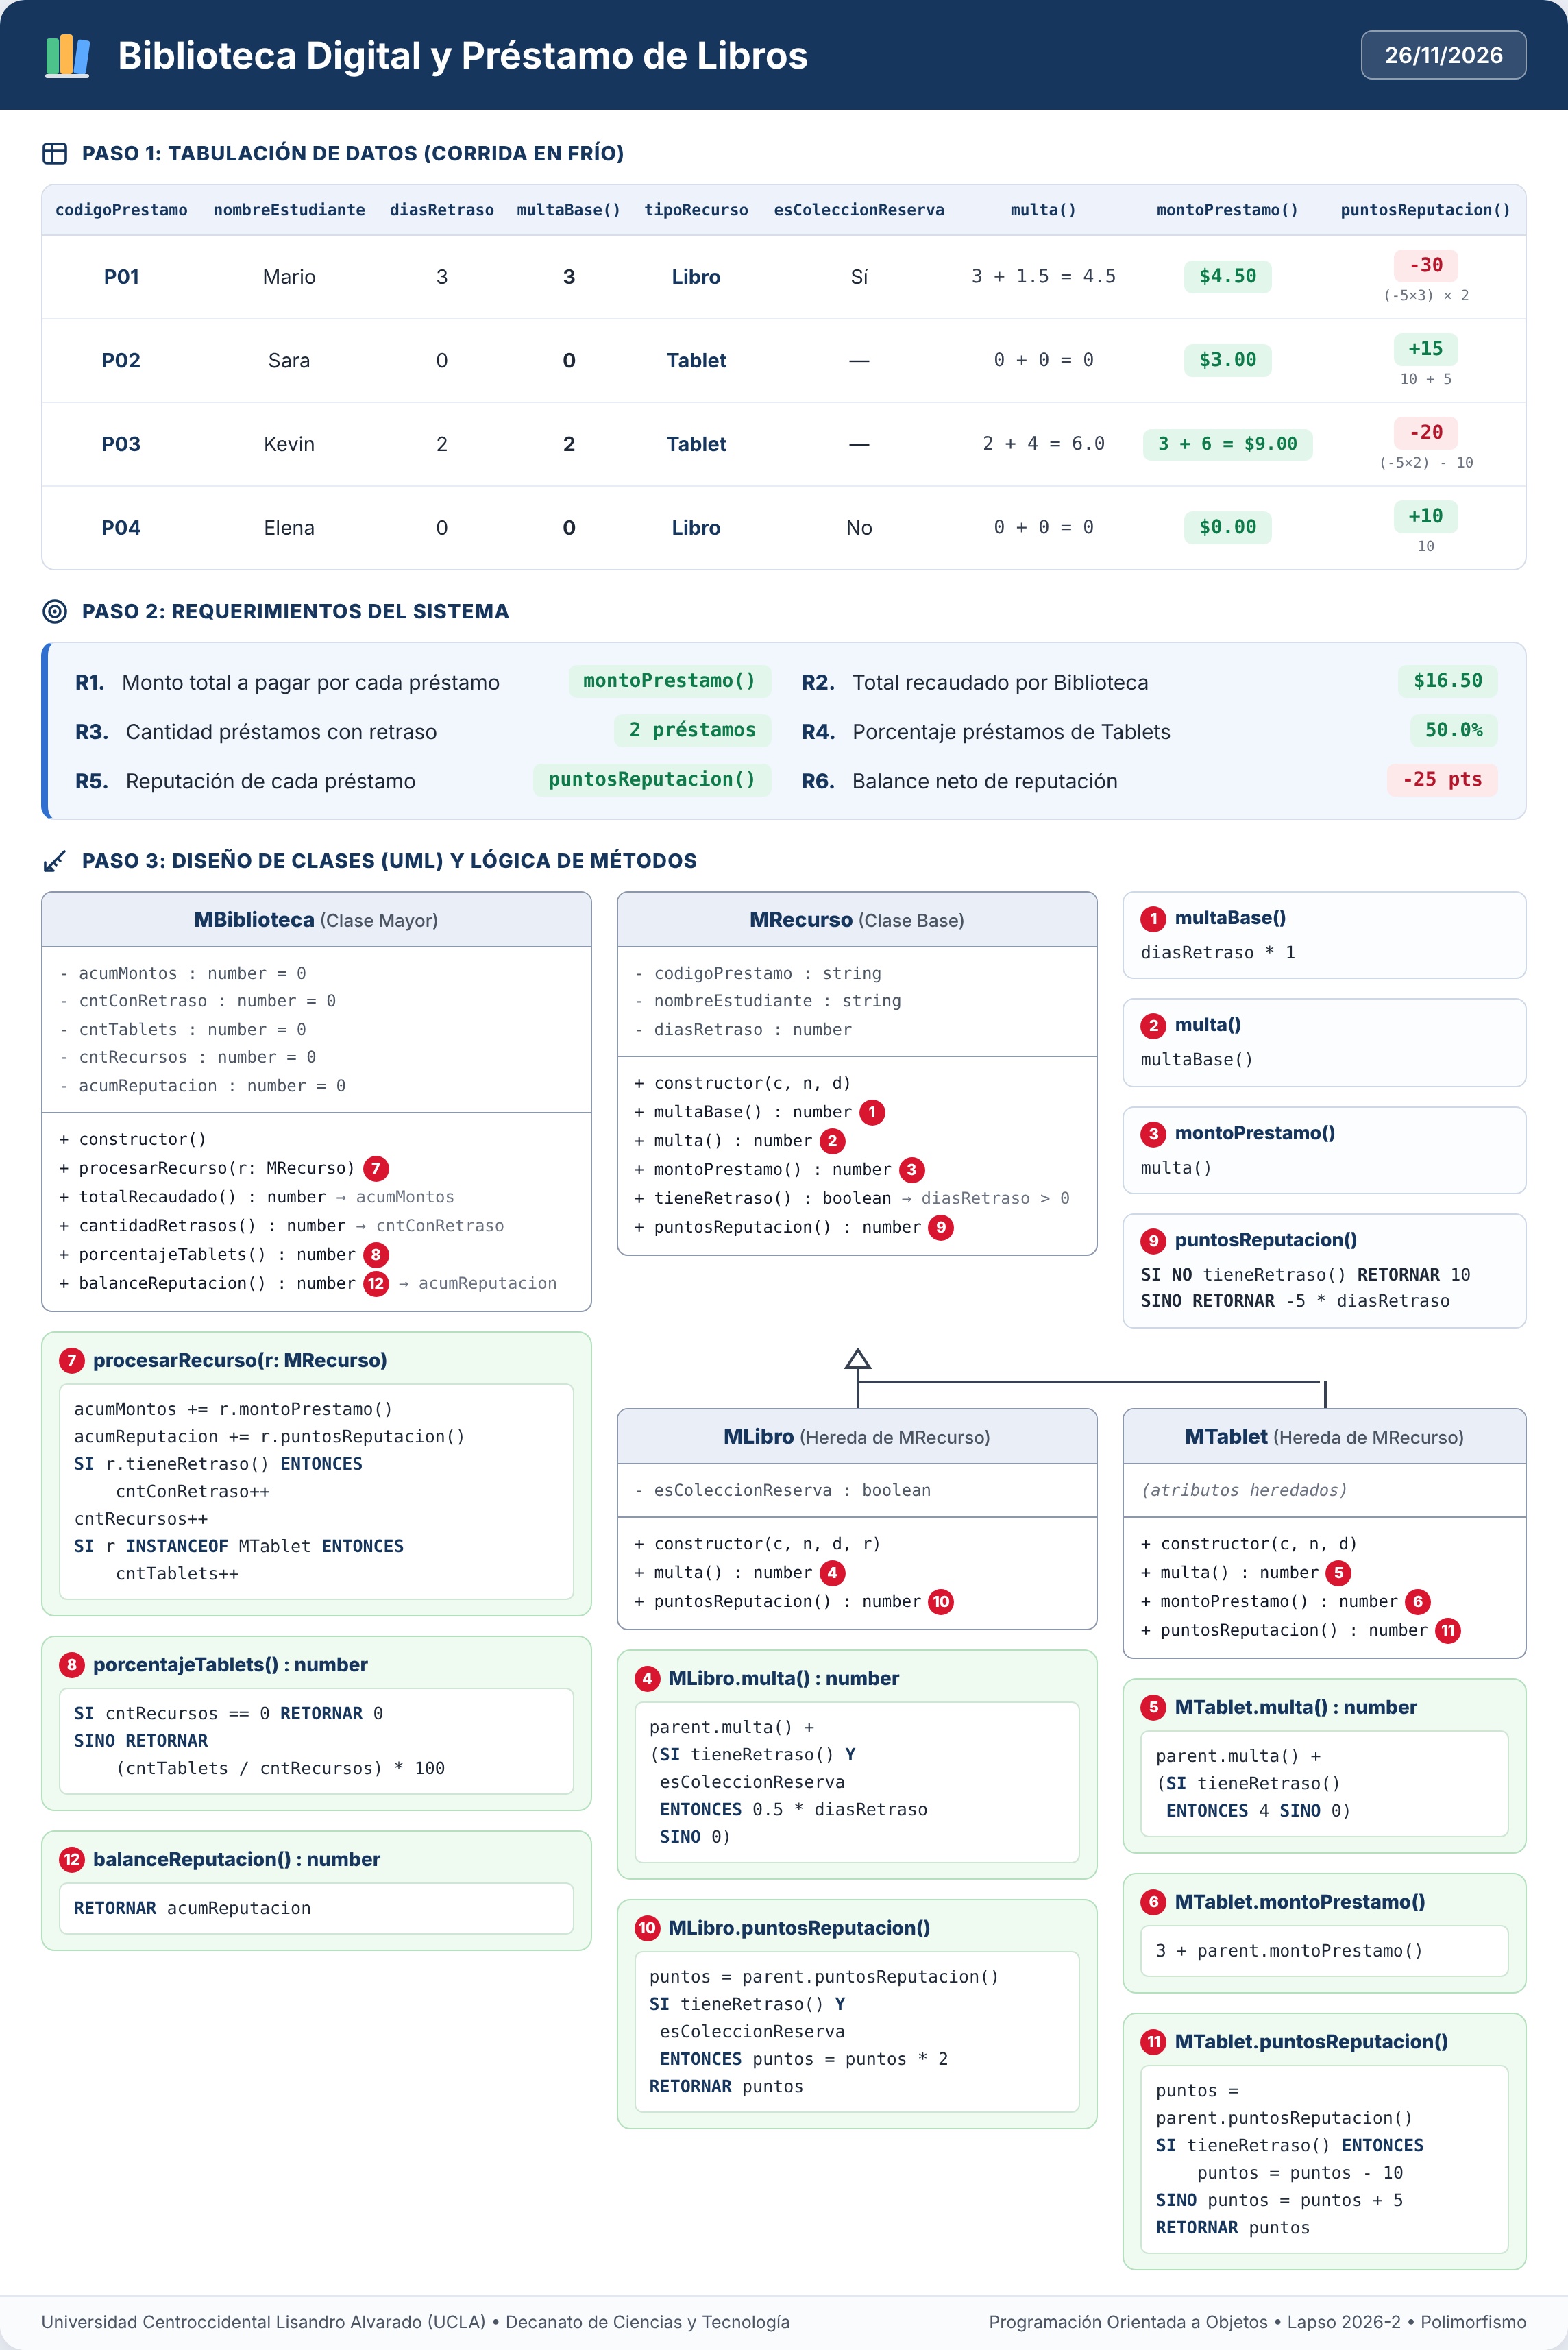 Biblioteca Digital y Préstamo de Libros
26/11/2026
PASO 1: TABULACIÓN DE DATOS (CORRIDA EN FRÍO)
codigoPrestamo nombreEstudiante diasRetraso multaBase() tipoRecurso esColeccionReserva multa() montoPrestamo() puntosReputacion()
P01 Mario 3 3 Libro Sí 3 + 1.5 = 4.5 $4.50 -30
(-5×3) × 2
P02 Sara 0 0 Tablet — 0 + 0 = 0 $3.00 +15
10 + 5
P03 Kevin 2 2 Tablet — 2 + 4 = 6.0 3 + 6 = $9.00 -20
(-5×2) - 10
P04 Elena 0 0 Libro No 0 + 0 = 0 $0.00 +10
10
PASO 2: REQUERIMIENTOS DEL SISTEMA
R1. Monto total a pagar por cada préstamo montoPrestamo()
R2. Total recaudado por Biblioteca $16.50
R3. Cantidad préstamos con retraso 2 préstamos
R4. Porcentaje préstamos de Tablets 50.0%
R5. Reputación de cada préstamo puntosReputacion()
R6. Balance neto de reputación -25 pts
PASO 3: DISEÑO DE CLASES (UML) Y LÓGICA DE MÉTODOS
MBiblioteca (Clase Mayor)
- acumMontos : number = 0
- cntConRetraso : number = 0
- cntTablets : number = 0
- cntRecursos : number = 0
- acumReputacion : number = 0
+ constructor()
+ procesarRecurso(r: MRecurso) 7
+ totalRecaudado() : number → acumMontos
+ cantidadRetrasos() : number → cntConRetraso
+ porcentajeTablets() : number 8
+ balanceReputacion() : number 12 → acumReputacion
7 procesarRecurso(r: MRecurso)
acumMontos += r.montoPrestamo()
acumReputacion += r.puntosReputacion()
SI r.tieneRetraso() ENTONCES
cntConRetraso++
cntRecursos++
SI r INSTANCEOF MTablet ENTONCES
cntTablets++
8 porcentajeTablets() : number
SI cntRecursos == 0 RETORNAR 0
SINO RETORNAR
(cntTablets / cntRecursos) * 100
12 balanceReputacion() : number
RETORNAR acumReputacion
MRecurso (Clase Base)
- codigoPrestamo : string
- nombreEstudiante : string
- diasRetraso : number
+ constructor(c, n, d)
+ multaBase() : number 1
+ multa() : number 2
+ montoPrestamo() : number 3
+ tieneRetraso() : boolean → diasRetraso > 0
+ puntosReputacion() : number 9
1 multaBase()
diasRetraso * 1
2 multa()
multaBase()
3 montoPrestamo()
multa()
9 puntosReputacion()
SI NO tieneRetraso() RETORNAR 10
SINO RETORNAR -5 * diasRetraso
MLibro (Hereda de MRecurso)
- esColeccionReserva : boolean
+ constructor(c, n, d, r)
+ multa() : number 4
+ puntosReputacion() : number 10
4 MLibro.multa() : number
parent.multa() +
(SI tieneRetraso() Y
esColeccionReserva
ENTONCES 0.5 * diasRetraso
SINO 0)
10 MLibro.puntosReputacion()
puntos = parent.puntosReputacion()
SI tieneRetraso() Y
esColeccionReserva
ENTONCES puntos = puntos * 2
RETORNAR puntos
MTablet (Hereda de MRecurso)
(atributos heredados)
+ constructor(c, n, d)
+ multa() : number 5
+ montoPrestamo() : number 6
+ puntosReputacion() : number 11
5 MTablet.multa() : number
parent.multa() +
(SI tieneRetraso()
ENTONCES 4 SINO 0)
6 MTablet.montoPrestamo()
3 + parent.montoPrestamo()
11 MTablet.puntosReputacion()
puntos =
parent.puntosReputacion()
SI tieneRetraso() ENTONCES
puntos = puntos - 10
SINO puntos = puntos + 5
RETORNAR puntos
Universidad Centroccidental Lisandro Alvarado (UCLA) • Decanato de Ciencias y Tecnología
Programación Orientada a Objetos • Lapso 2026-2 • Polimorfismo